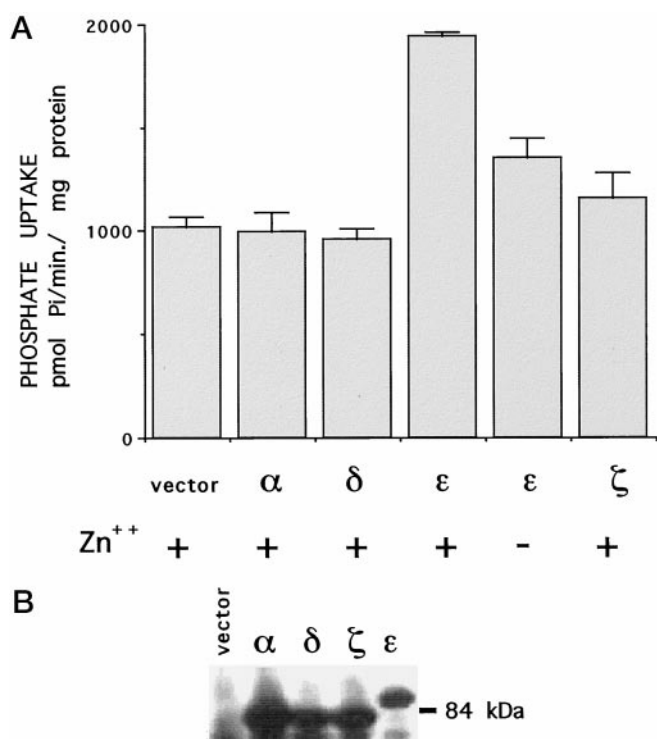 A
2000
1000
0
PHOSPHATE UPTAKE
pmol Pi/min./ mg protein
vector α δ ε ε ζ
Zn++ + + + + - +
B
vector α δ ζ ε
84 kDa